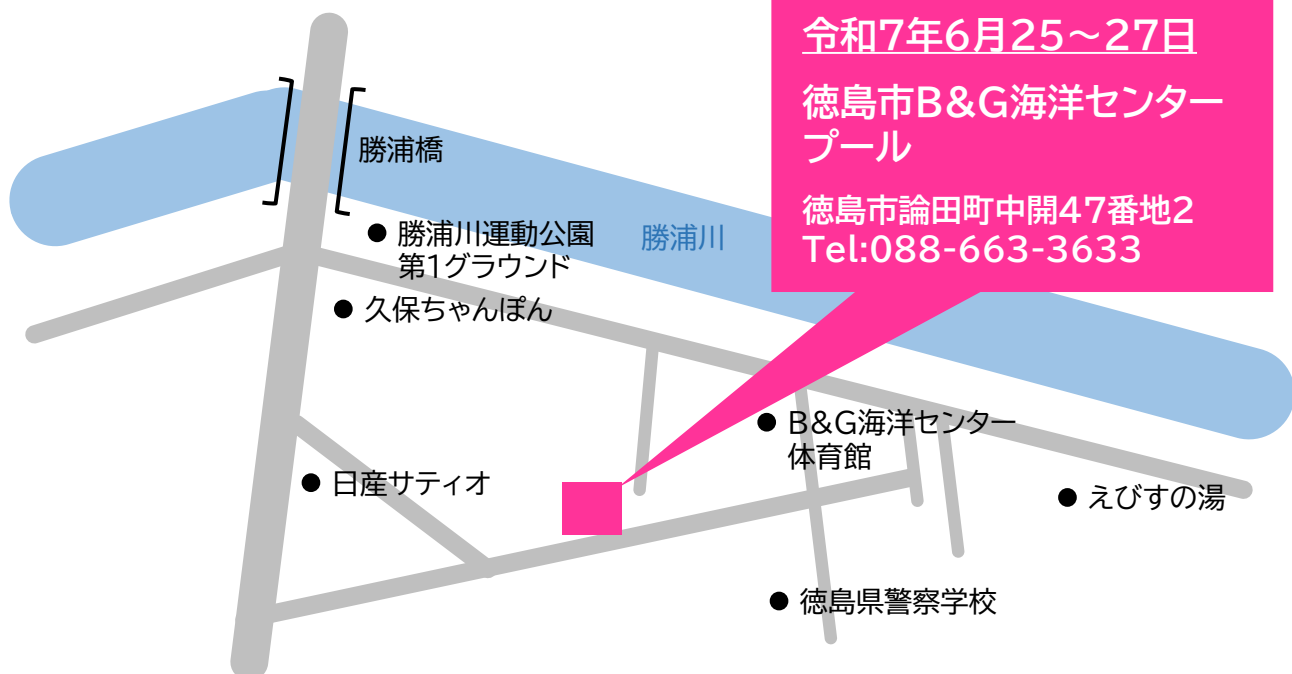 令和7年6月25～27日
徳島市B&G海洋センター
プール
徳島市論田町中開47番地2
Tel:088-663-3633
勝浦橋
勝浦川運動公園
第1グラウンド
勝浦川
久保ちゃんぽん
B&G海洋センター
体育館
日産サティオ
えびすの湯
徳島県警察学校